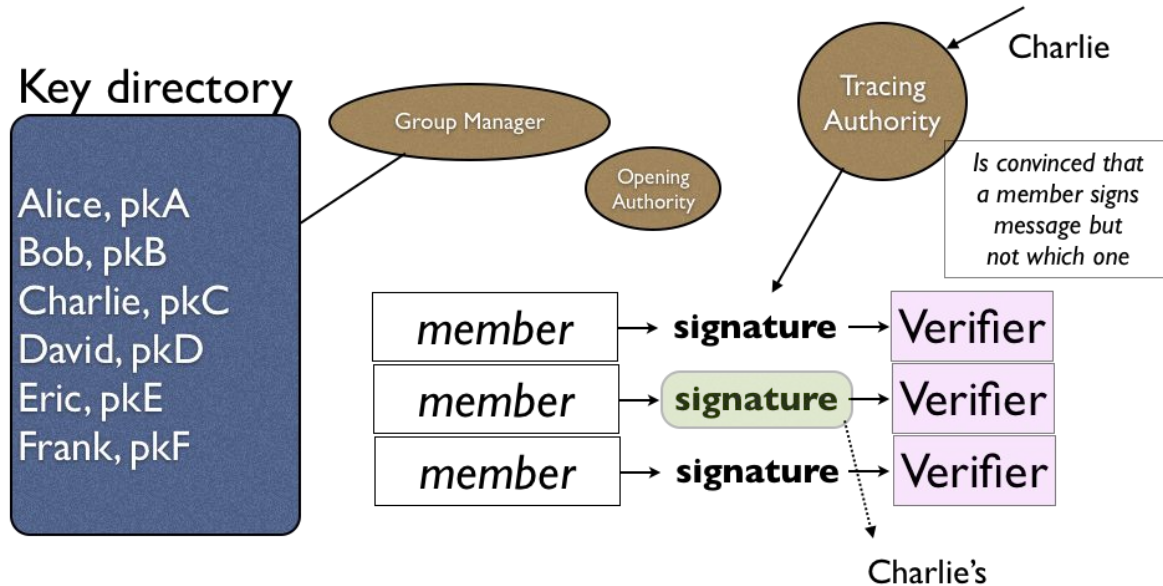 Key directory
Alice, pkA
Bob, pkB
Charlie, pkC
David, pkD
Eric, pkE
Frank, pkF
Group Manager
Opening
Authority
Tracing
Authority
Charlie
Is convinced that
a member signs
message but
not which one
member signature Verifier
member signature Verifier
member signature Verifier
Charlie's